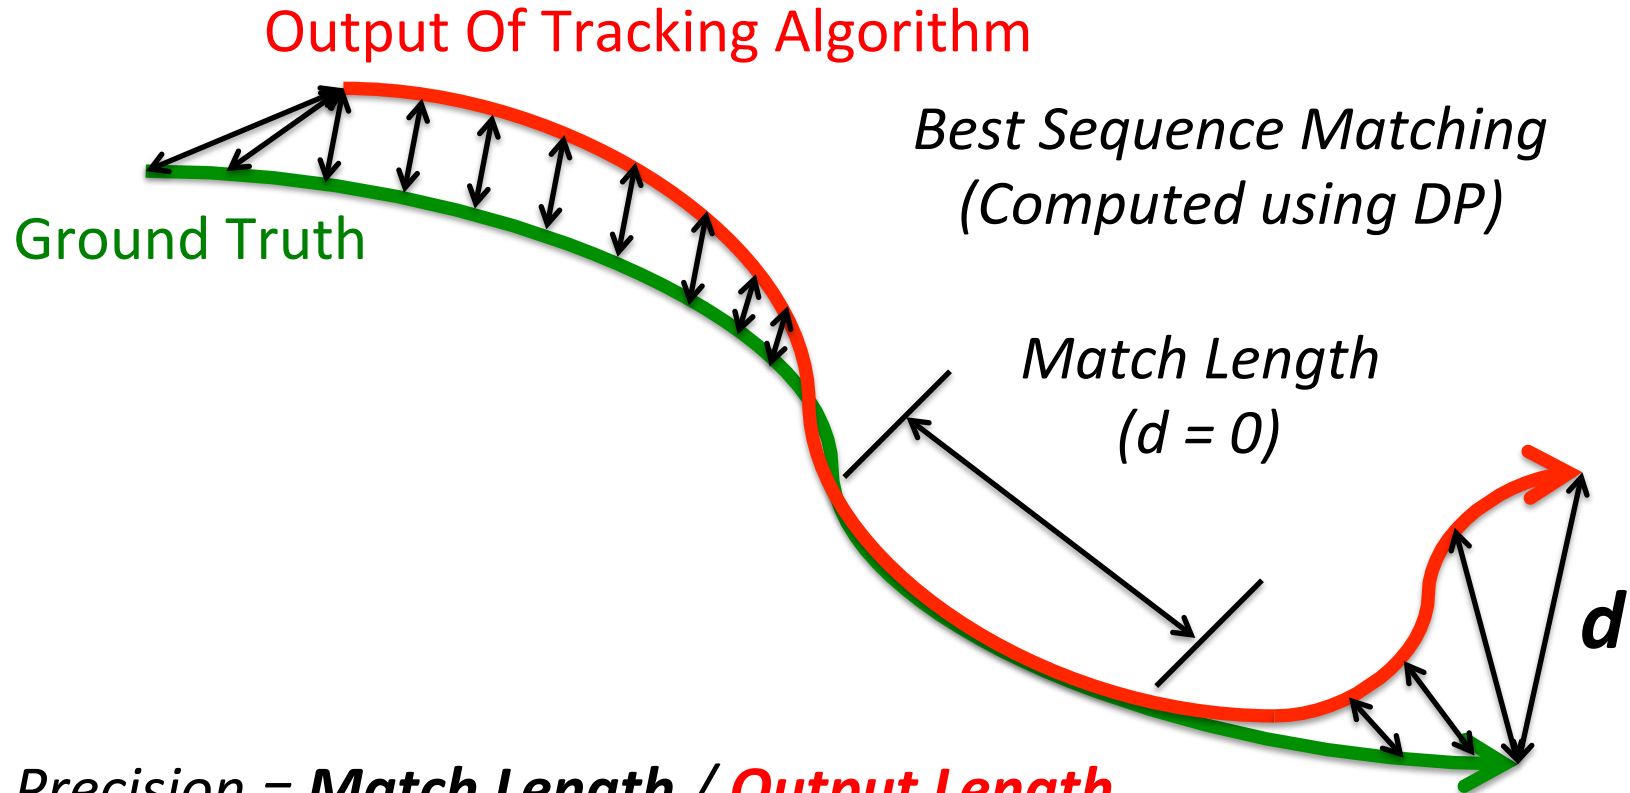 Output Of Tracking Algorithm
Best Sequence Matching
(Computed using DP)
Ground Truth
Match Length
(d = 0)
d
Precision = Match Length / Output Length